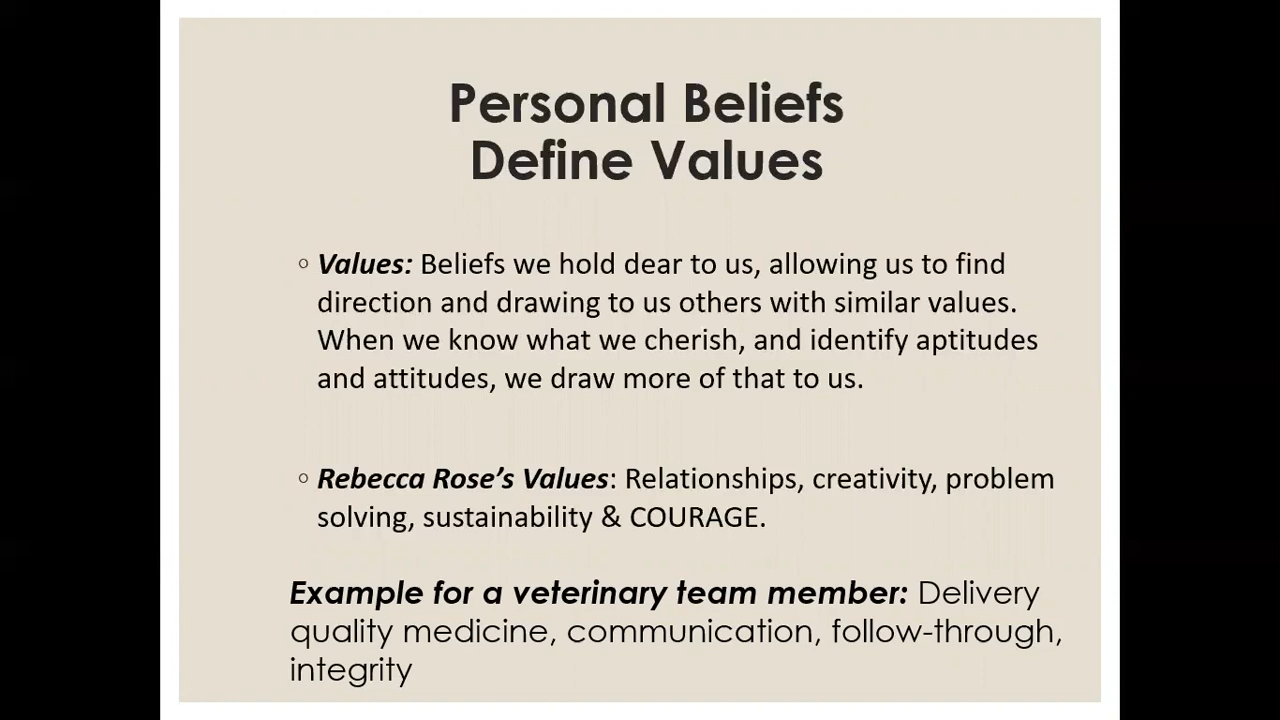 Personal Beliefs
Define Values
◦ Values: Beliefs we hold dear to us, allowing us to find
direction and drawing to us others with similar values.
When we know what we cherish, and identify aptitudes
and attitudes, we draw more of that to us.
◦ Rebecca Rose’s Values: Relationships, creativity, problem
solving, sustainability & COURAGE.
Example for a veterinary team member: Delivery
quality medicine, communication, follow-through,
integrity